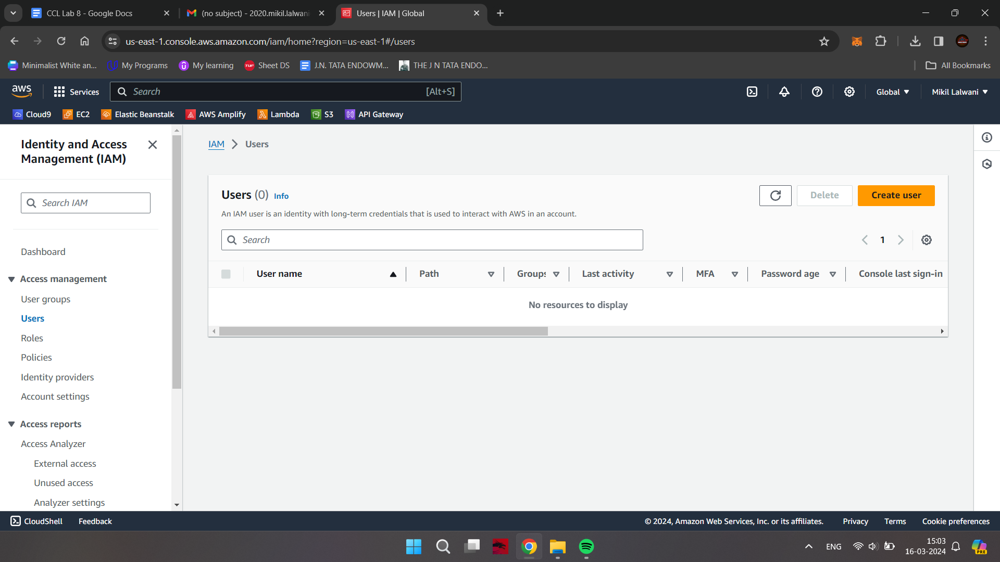 CCL Lab 8 - Google Docs
(no subject) - 2020.mikil.lalwani
Users | IAM | Global
us-east-1.console.aws.amazon.com/iam/home?region=us-east-1#/users
Minimalist White an...
My Programs
My learning
TUF
Sheet DS
J.N. TATA ENDOWM...
THE J N TATA ENDO...
All Bookmarks
aws
Services
Search
[Alt+S]
Global
Mikil Lalwani
Cloud9
EC2
Elastic Beanstalk
AWS Amplify
Lambda
S3
API Gateway
Identity and Access
Management (IAM)
Search IAM
Dashboard
Access management
User groups
Users
Roles
Policies
Identity providers
Account settings
Access reports
Access Analyzer
External access
Unused access
Analyzer settings
IAM
Users
Users (0) Info
Delete
Create user
An IAM user is an identity with long-term credentials that is used to interact with AWS in an account.
Search
1
User name
Path
Groups
Last activity
MFA
Password age
Console last sign-in
No resources to display
CloudShell
Feedback
© 2024, Amazon Web Services, Inc. or its affiliates.
Privacy
Terms
Cookie preferences
ENG
15:03
16-03-2024
PRE